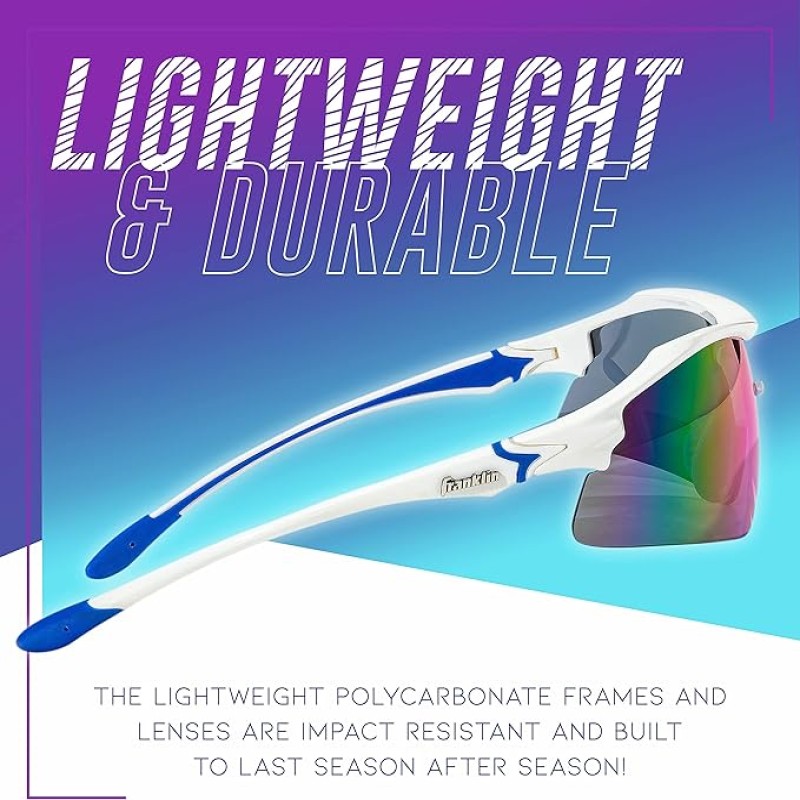 LIGHTWEIGHT
& DURABLE
franklin
THE LIGHTWEIGHT POLYCARBONATE FRAMES AND
LENSES ARE IMPACT RESISTANT AND BUILT
TO LAST SEASON AFTER SEASON!